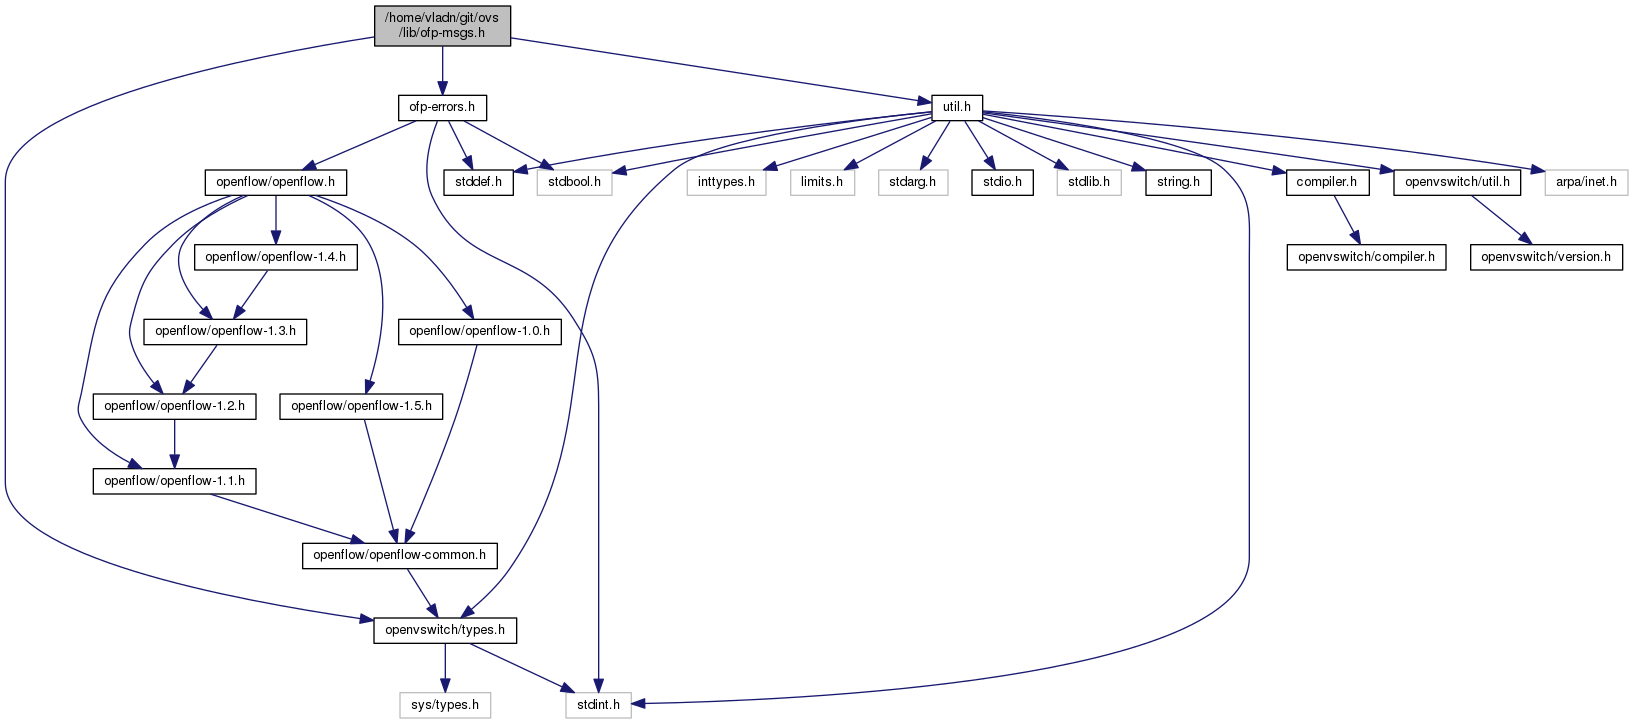 /home/vladn/git/ovs
/lib/ofp-msgs.h
ofp-errors.h
util.h
openflow/openflow.h
stddef.h
stdbool.h
inttypes.h
limits.h
stdarg.h
stdio.h
stdlib.h
string.h
compiler.h
openvswitch/util.h
arpa/inet.h
openflow/openflow-1.4.h
openvswitch/compiler.h
openvswitch/version.h
openflow/openflow-1.3.h
openflow/openflow-1.0.h
openflow/openflow-1.2.h
openflow/openflow-1.5.h
openflow/openflow-1.1.h
openflow/openflow-common.h
openvswitch/types.h
sys/types.h
stdint.h